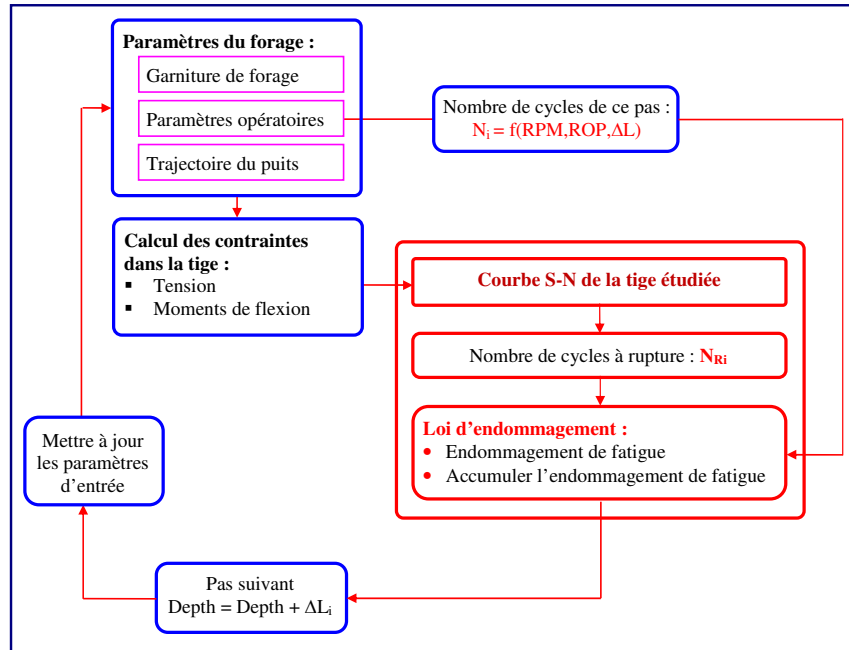 Paramètres du forage :
Garniture de forage
Paramètres opératoires
Trajectoire du puits
Nombre de cycles de ce pas :
Nᵢ = f(RPM,ROP,ΔL)
Calcul des contraintes
dans la tige :
▪ Tension
▪ Moments de flexion
Courbe S-N de la tige étudiée
Nombre de cycles à rupture : N_Ri
Loi d’endommagement :
• Endommagement de fatigue
• Accumuler l’endommagement de fatigue
Mettre à jour
les paramètres
d’entrée
Pas suivant
Depth = Depth + ΔLᵢ